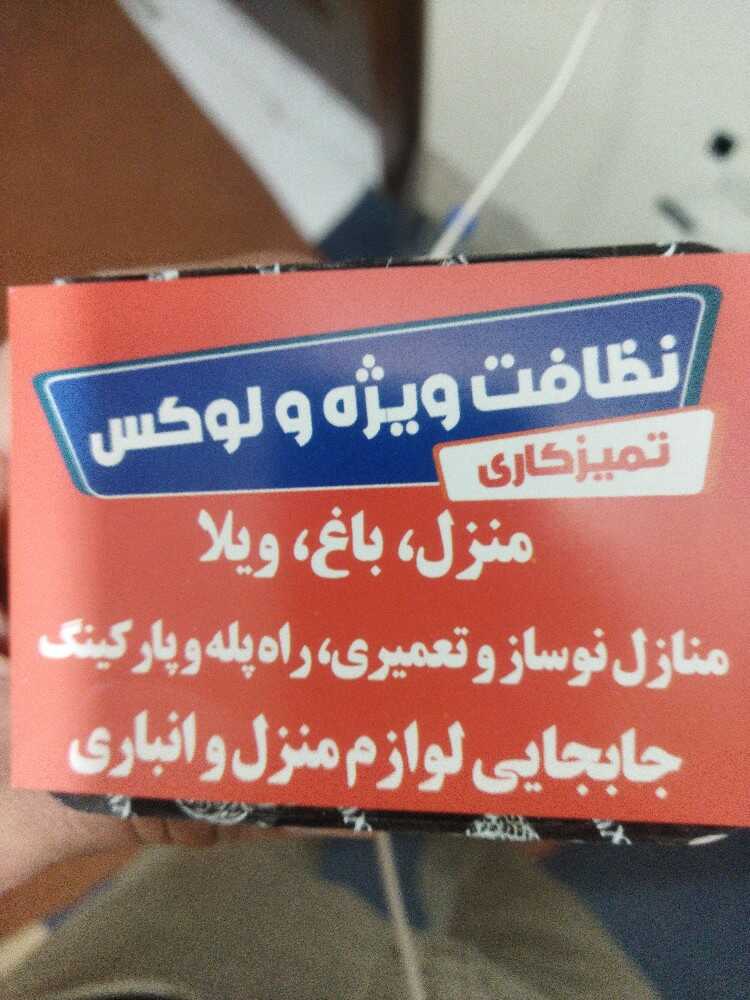 نظافت ویژه و لوکس
تمیزکاری
منزل، باغ، ویلا
منازل نوساز و تعمیری، راه پله و پارکینگ
جابجایی لوازم منزل و انباری